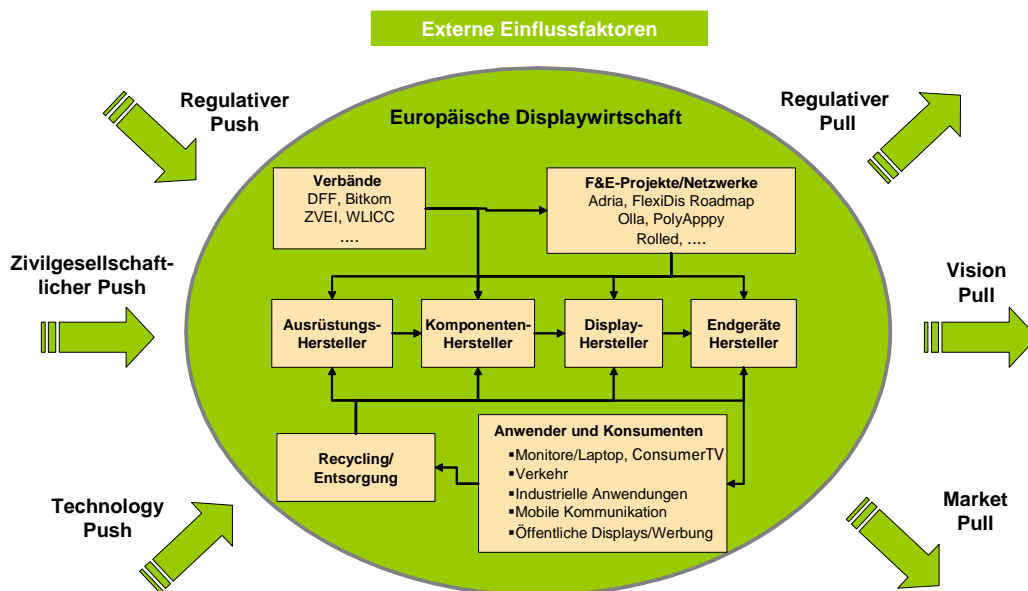 Externe Einflussfaktoren
Regulativer
Push
Europäische Displaywirtschaft
Regulativer
Pull
Verbände
DFF, Bitkom
ZVEI, WLICC
....
F&E-Projekte/Netzwerke
Adria, FlexiDis Roadmap
Olla, PolyApppy
Rolled, ....
Zivilgesellschaft-
licher Push
Vision
Pull
Ausrüstungs-
Hersteller
Komponenten-
Hersteller
Display-
Hersteller
Endgeräte
Hersteller
Recycling/
Entsorgung
Anwender und Konsumenten
▪Monitore/Laptop, ConsumerTV
▪Verkehr
▪Industrielle Anwendungen
▪Mobile Kommunikation
▪Öffentliche Displays/Werbung
Technology
Push
Market
Pull